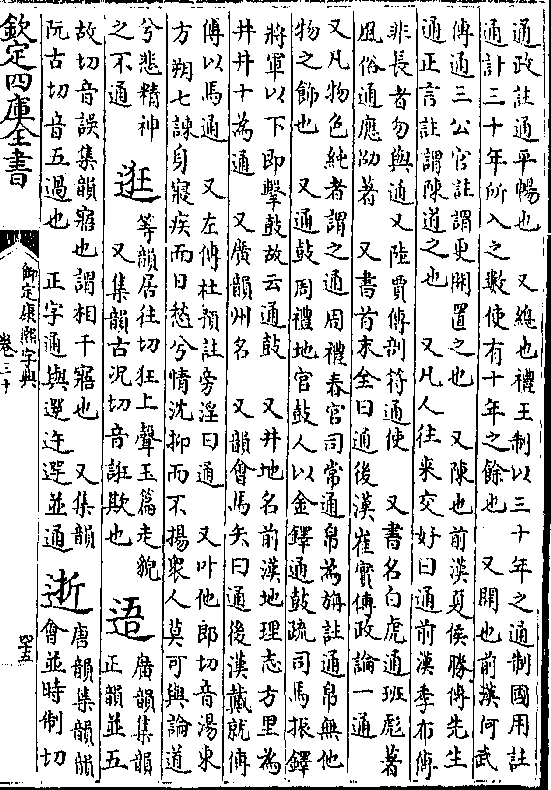 通政註通平暢也　又總也禮王制以三十年之通制國用註
通計三十年所入之數使有十年之餘也　又開也前漢何武
傳通三公官註謂更開置之也　又陳也前漢夏侯勝傳先生
通正言註謂陳道之也　又凡人往來交好曰通前漢季布傳
非長者勿與通又陸賈傳剖符通使　又書名白虎通班彪著
風俗通應劭著　又書首末全曰通後漢崔寔傳政論一通
又凡物色純者謂之通周禮春官司常通帛為旜註通帛無他
物之飾也　又通鼓周禮地官鼓人以金鐸通鼓疏司馬振鐸
將軍以下即擊鼓故云通鼓　又井地名前漢地理志方里為
井井十為通　又廣韻州名　又韻會馬矢曰通後漢戴就傳
傅以馬通　又左傳杜預註旁淫曰通　又叶他郎切音湯東
方朔七諫身寢疾而日愁兮情沈抑而不揚衆人莫可與論道
兮悲精神
之不通
逛
等韻居往切狂上聲玉篇走貌
又集韻古況切音誑欺也
逜
廣韻集韻
正韻並五
故切音誤集韻寤也謂相干寤也　又集韻
阮古切音五過也　正字通與遻迕遌並通
逝
唐韻集韻韻
會並時制切
欽定四庫全書
御定康熙字典
卷三十
四十五